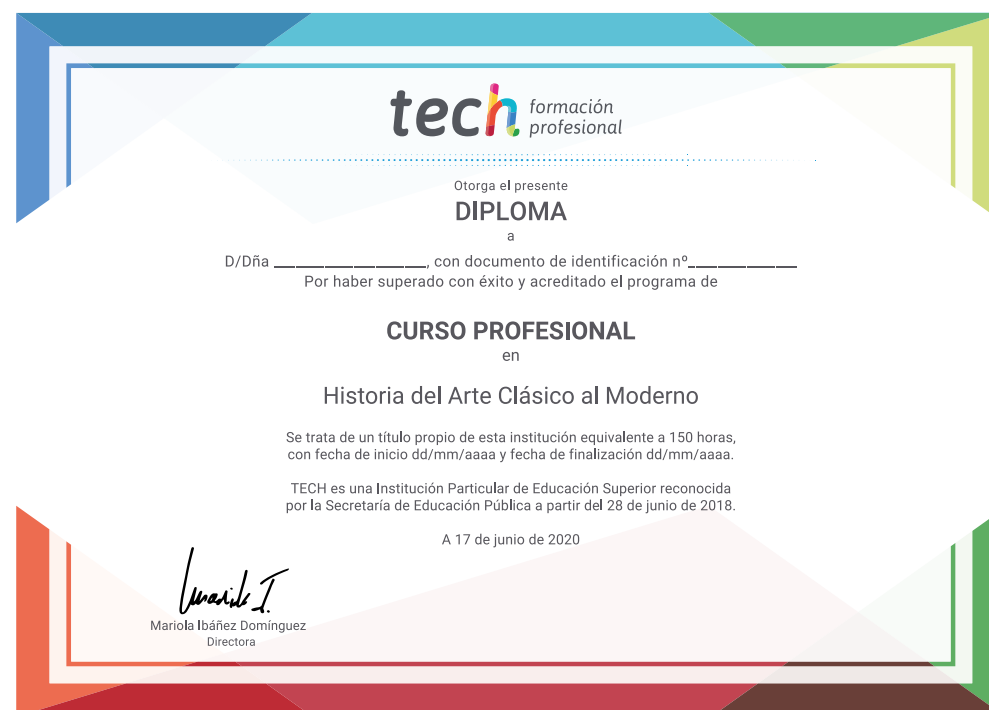 tech formación
profesional
Otorga el presente
DIPLOMA
a
D/Dña ____________________, con documento de identificación nº______________
Por haber superado con éxito y acreditado el programa de
CURSO PROFESIONAL
en
Historia del Arte Clásico al Moderno
Se trata de un título propio de esta institución equivalente a 150 horas,
con fecha de inicio dd/mm/aaaa y fecha de finalización dd/mm/aaaa.
TECH es una Institución Particular de Educación Superior reconocida
por la Secretaría de Educación Pública a partir del 28 de junio de 2018.
A 17 de junio de 2020
Mariola Ibáñez Domínguez
Directora